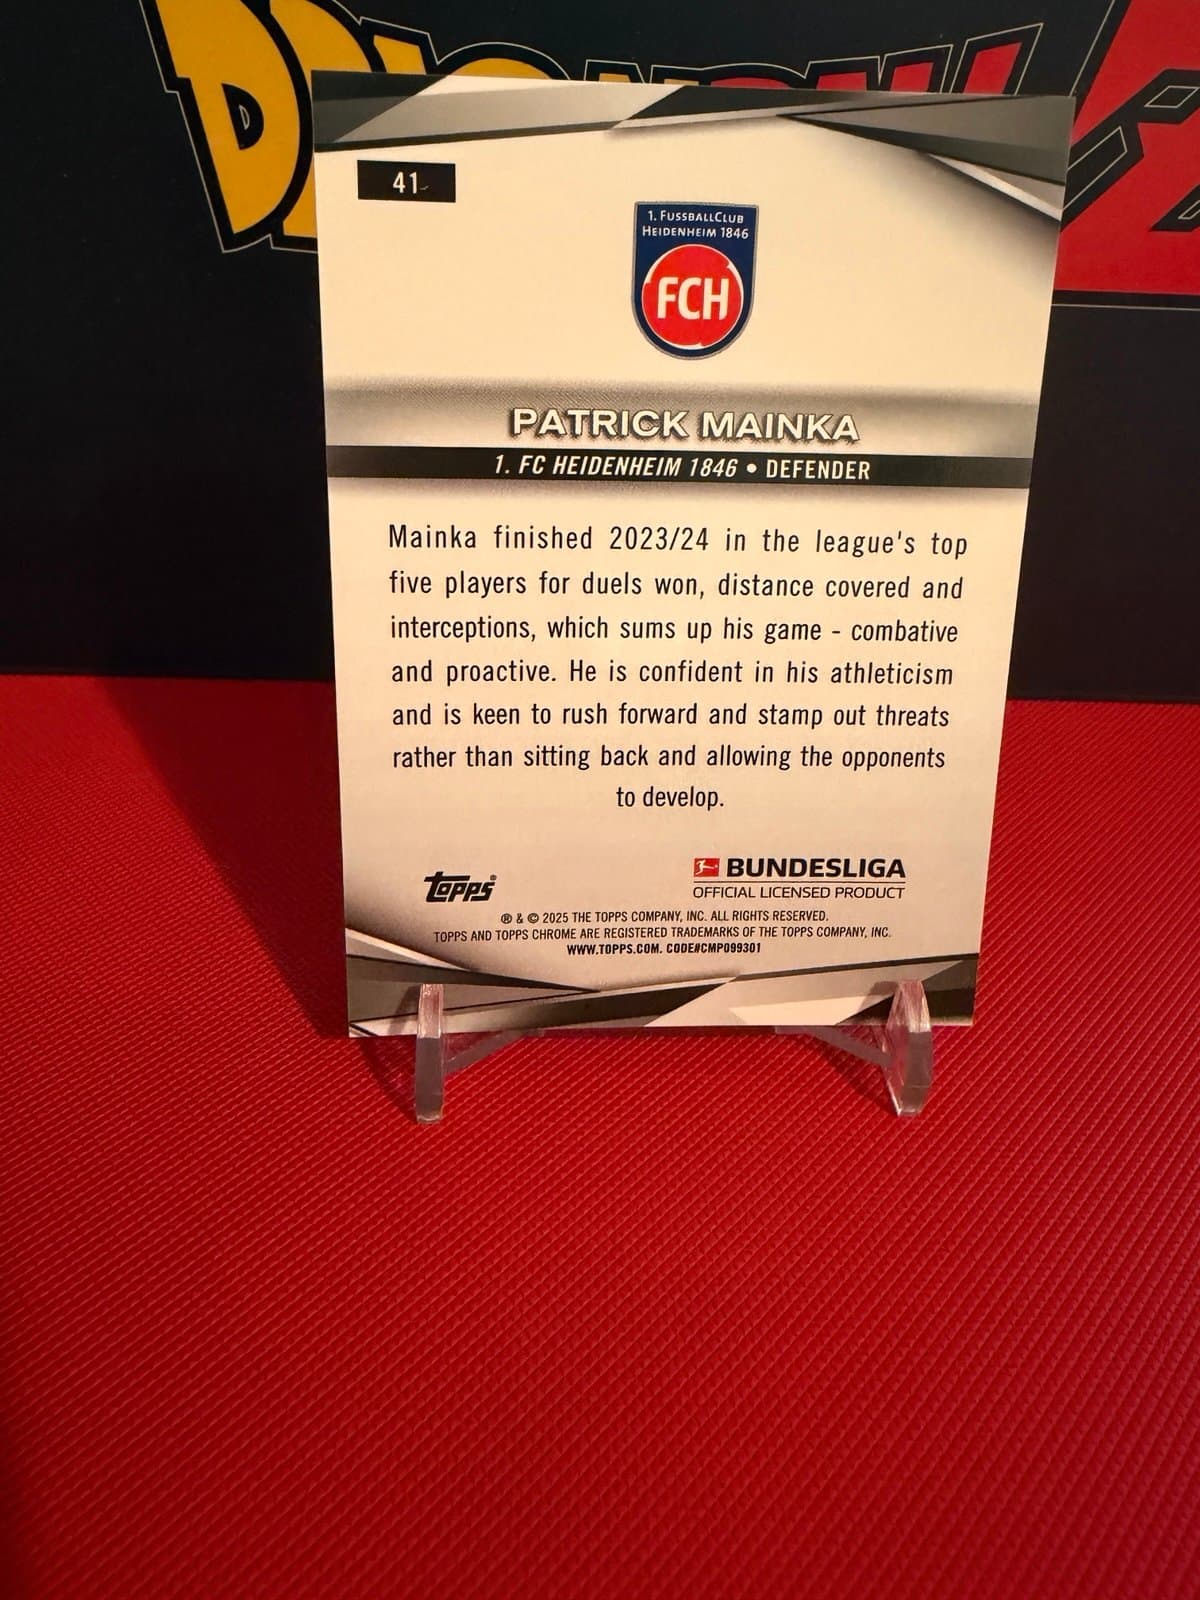 DRAGON BALL Z
41
1. FUSSBALLCLUB
HEIDENHEIM 1846
FCH
PATRICK MAINKA
1. FC HEIDENHEIM 1846 • DEFENDER
Mainka finished 2023/24 in the league's top
five players for duels won, distance covered and
interceptions, which sums up his game - combative
and proactive. He is confident in his athleticism
and is keen to rush forward and stamp out threats
rather than sitting back and allowing the opponents
to develop.
Topps®
BUNDESLIGA
OFFICIAL LICENSED PRODUCT
® & © 2025 THE TOPPS COMPANY, INC. ALL RIGHTS RESERVED.
TOPPS AND TOPPS CHROME ARE REGISTERED TRADEMARKS OF THE TOPPS COMPANY, INC.
WWW.TOPPS.COM. CODE#CMP099301